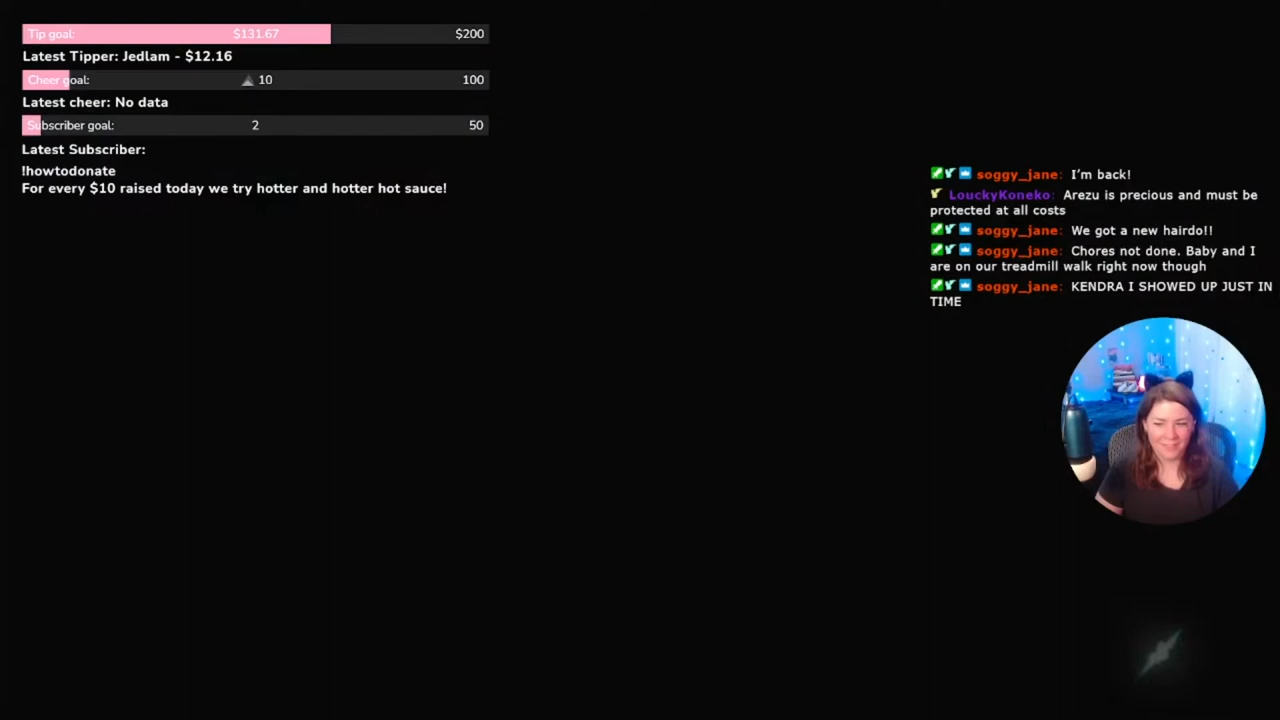 Tip goal: $131.67 $200
Latest Tipper: Jedlam - $12.16
Cheer goal: 10 100
Latest cheer: No data
Subscriber goal: 2 50
Latest Subscriber:
!howtodonate
For every $10 raised today we try hotter and hotter hot sauce!
soggy_jane: I'm back!
LouckyKoneko: Arezu is precious and must be
protected at all costs
soggy_jane: We got a new hairdo!!
soggy_jane: Chores not done. Baby and I
are on our treadmill walk right now though
soggy_jane: KENDRA I SHOWED UP JUST IN
TIME